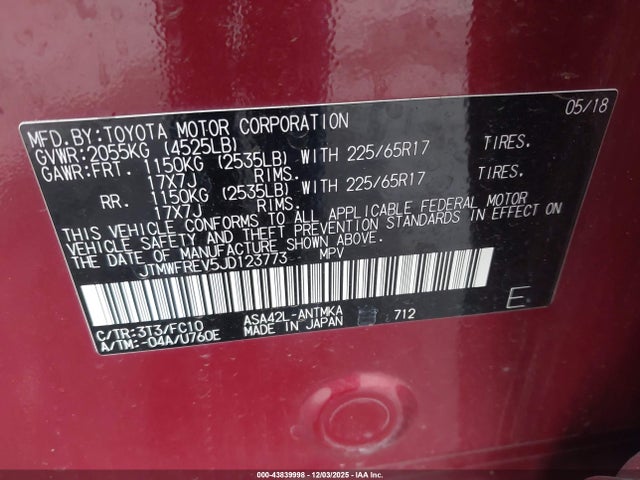 05/18
MFD.BY:TOYOTA MOTOR CORPORATION
GVWR:2055KG (4525LB)
GAWR:FRT. 1150KG (2535LB) WITH 225/65R17 TIRES.
17X7J RIMS.
RR. 1150KG (2535LB) WITH 225/65R17 TIRES.
17X7J RIMS.
THIS VEHICLE CONFORMS TO ALL APPLICABLE FEDERAL MOTOR
VEHICLE SAFETY AND THEFT PREVENTION STANDARDS IN EFFECT ON
THE DATE OF MANUFACTURE SHOWN ABOVE.
JTMWFREV5JD123773 MPV
C/TR:3T3/FC10 ASA42L-ANTMKA 712
A/TM:-04A/U760E MADE IN JAPAN
E
000-43839998 12/03/2025 IAA Inc.